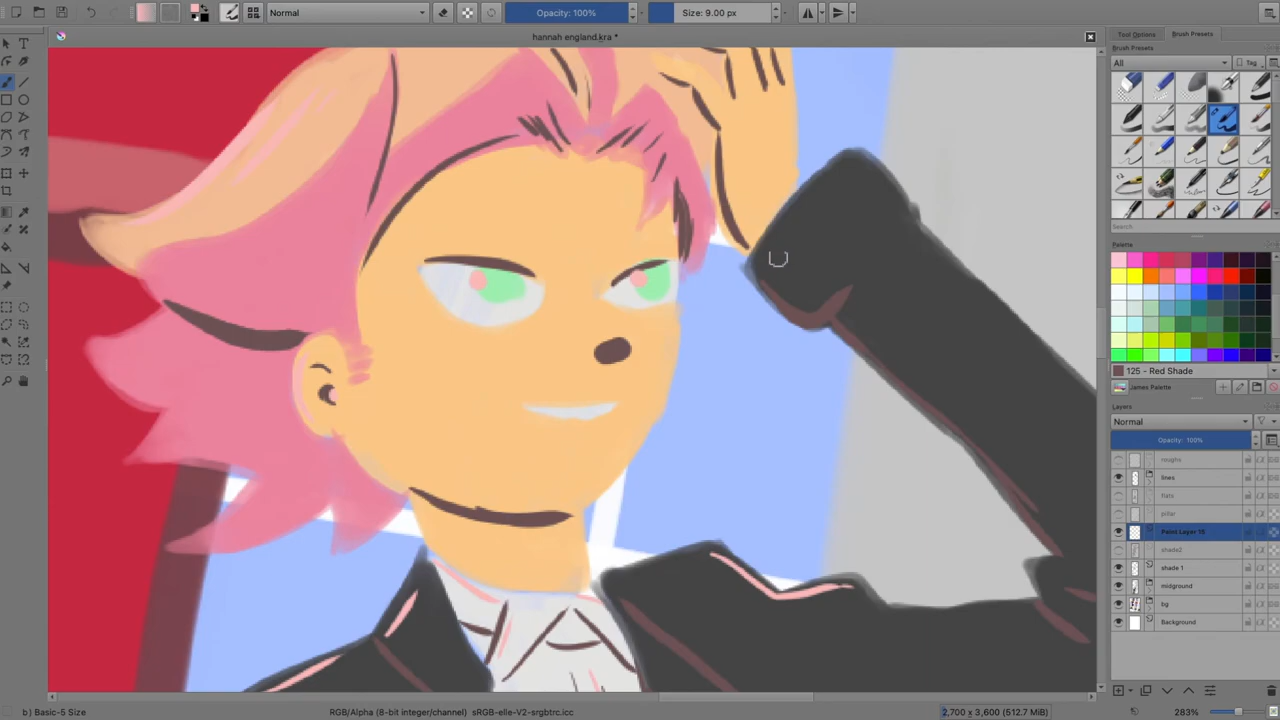 Normal
Opacity: 100%
Size: 9.00 px
hannah england.kra *
Tool Options
Brush Presets
Brush Presets
All
Tag
Search
Palette
125 - Red Shade
James Palette
Layers
Normal
Opacity: 100%
roughs
lines
flats
pillar
Paint Layer 15
shade2
shade 1
midground
bg
Background
b) Basic-5 Size
RGB/Alpha (8-bit integer/channel) sRGB-elle-V2-srgbtrc.icc
2,700 x 3,600 (512.7 MiB)
283%